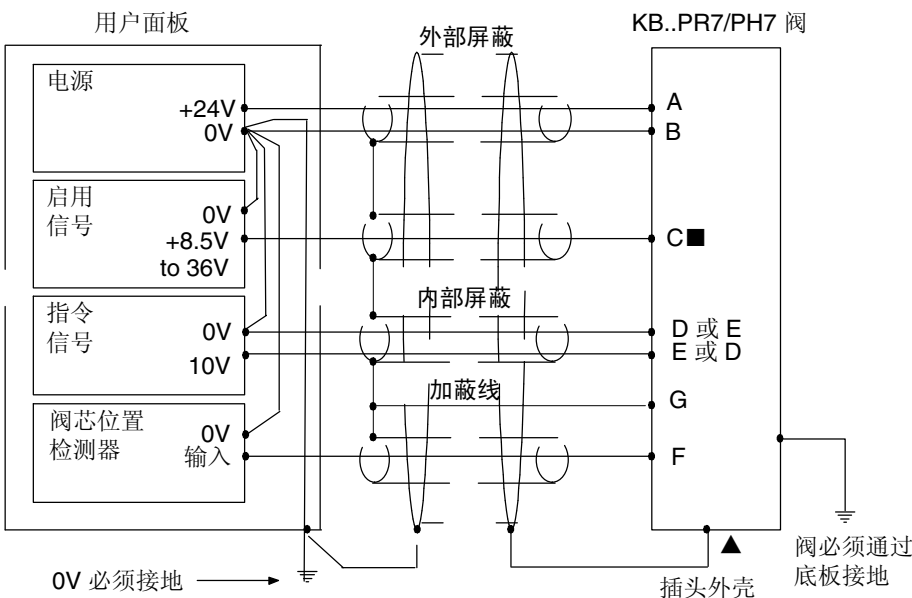 用户面板
外部屏蔽
KB..PR7/PH7 阀
电源
+24V
0V
A
B
启用
信号
0V
+8.5V
to 36V
C■
内部屏蔽
指令
信号
0V
10V
D 或 E
E 或 D
加蔽线
G
阀芯位置
检测器
0V
输入
F
▲
0V 必须接地
插头外壳
阀必须通过
底板接地